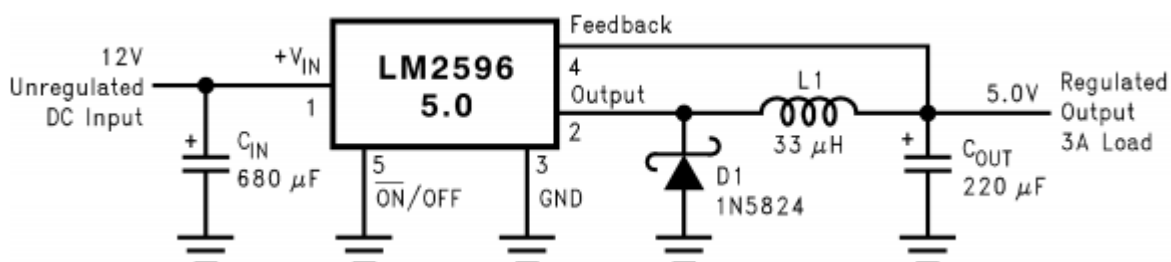 12V
Unregulated
DC Input
+VIN
1
CIN
680 μF
+
LM2596
5.0
5
ON/OFF
3
GND
Feedback
4
Output
2
D1
1N5824
L1
33 μH
5.0V
+
COUT
220 μF
Regulated
Output
3A Load